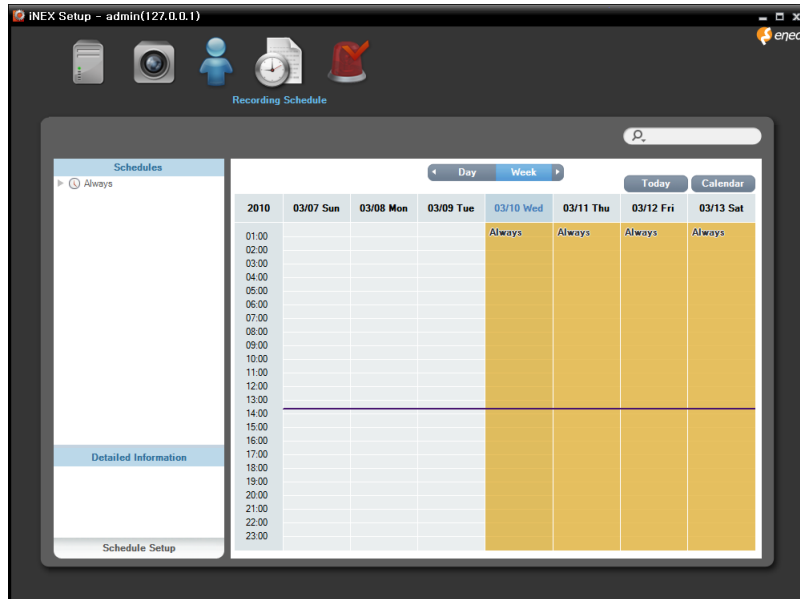 iNEX Setup - admin(127.0.0.1)
eneo
Recording Schedule
Schedules
Always
Day
Week
Today
Calendar
2010 03/07 Sun 03/08 Mon 03/09 Tue 03/10 Wed 03/11 Thu 03/12 Fri 03/13 Sat
Always Always Always Always
01:00
02:00
03:00
04:00
05:00
06:00
07:00
08:00
09:00
10:00
11:00
12:00
13:00
14:00
15:00
16:00
17:00
18:00
19:00
20:00
21:00
22:00
23:00
Detailed Information
Schedule Setup